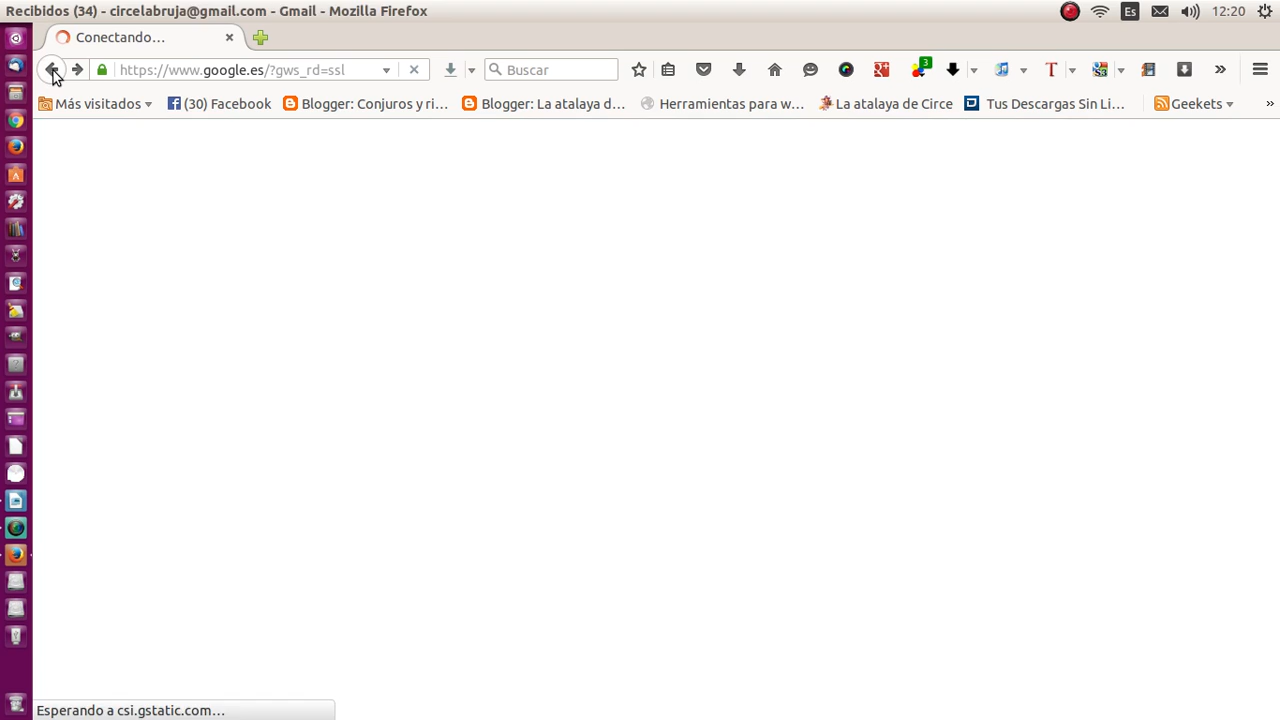 Recibidos (34) - circelabruja@gmail.com - Gmail - Mozilla Firefox
Es
12:20
Conectando…
https://www.google.es/?gws_rd=ssl
Buscar
3
Más visitados
(30) Facebook
Blogger: Conjuros y ri…
Blogger: La atalaya d…
Herramientas para w…
La atalaya de Circe
Tus Descargas Sin Li…
Geekets
Esperando a csi.gstatic.com…